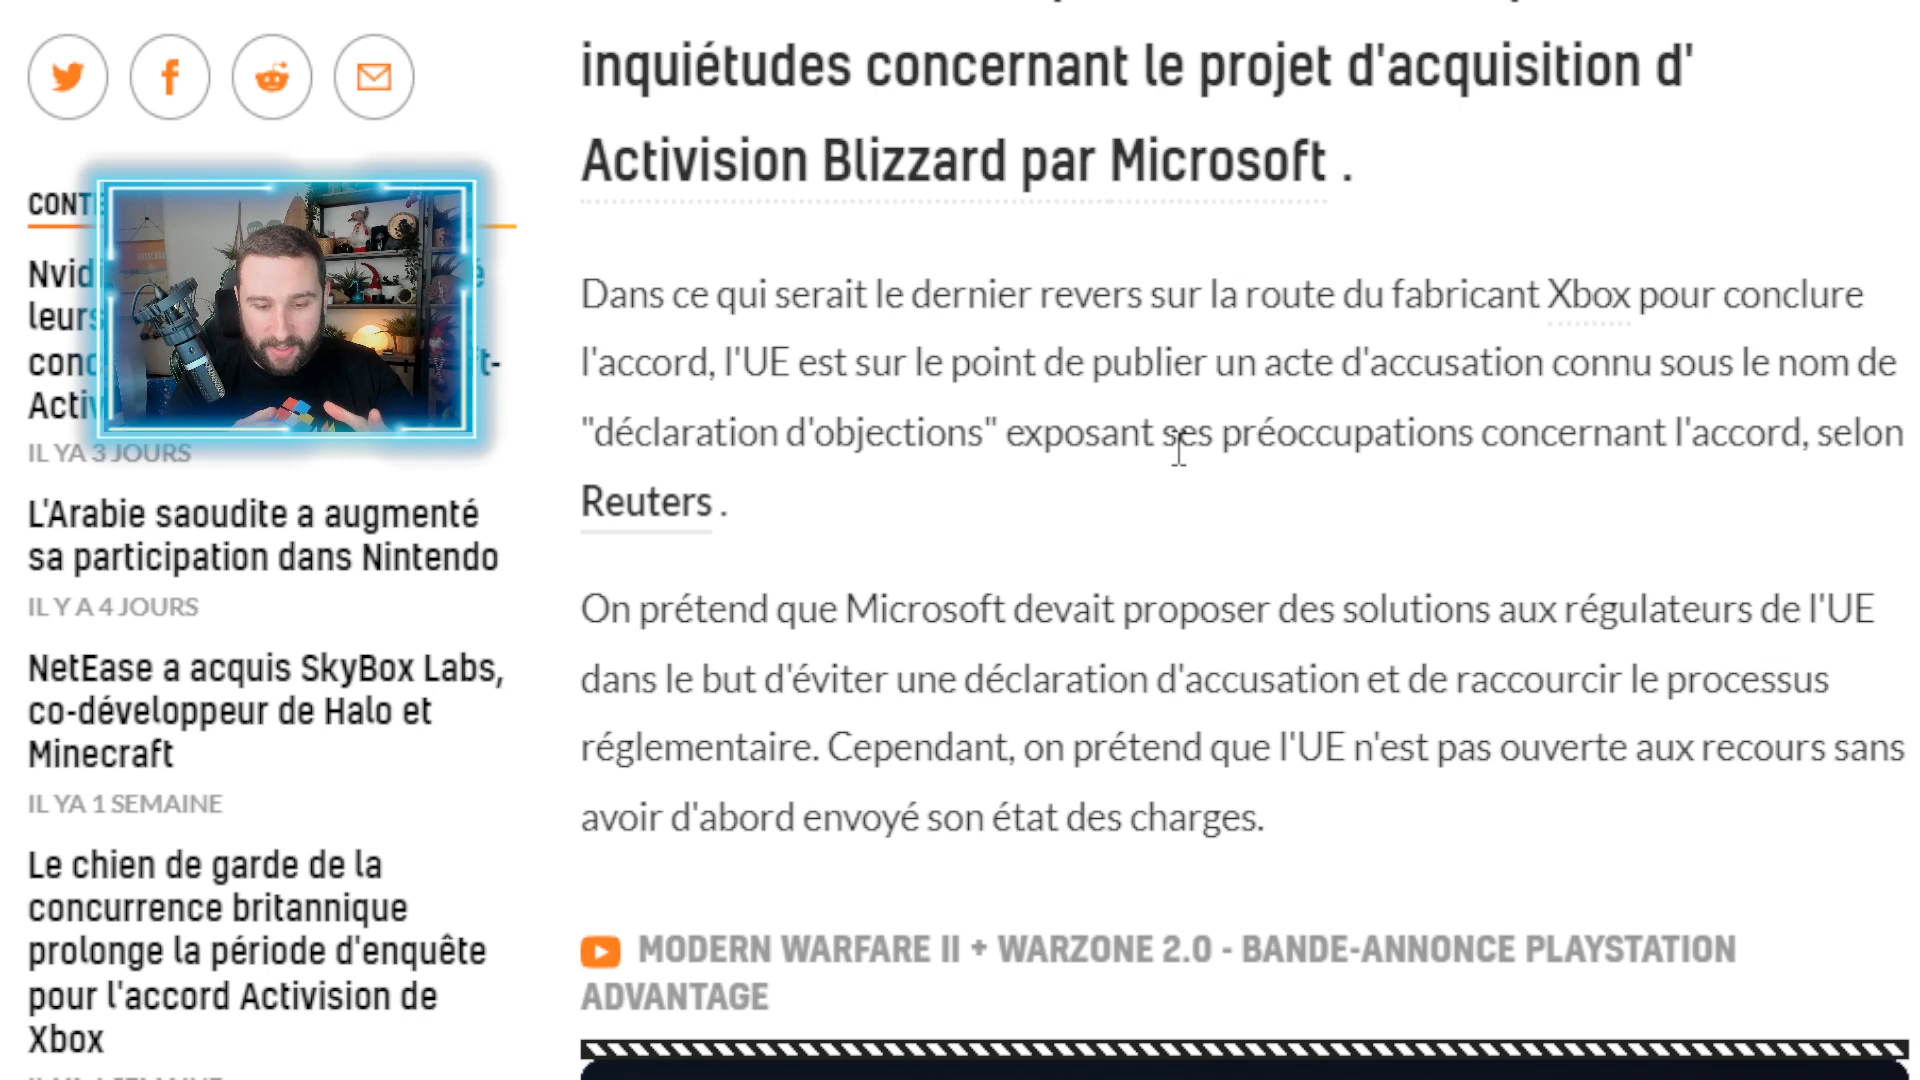 inquiétudes concernant le projet d'acquisition d'
Activision Blizzard par Microsoft .
Dans ce qui serait le dernier revers sur la route du fabricant Xbox pour conclure
l'accord, l'UE est sur le point de publier un acte d'accusation connu sous le nom de
"déclaration d'objections" exposant ses préoccupations concernant l'accord, selon
Reuters .
On prétend que Microsoft devait proposer des solutions aux régulateurs de l'UE
dans le but d'éviter une déclaration d'accusation et de raccourcir le processus
réglementaire. Cependant, on prétend que l'UE n'est pas ouverte aux recours sans
avoir d'abord envoyé son état des charges.
MODERN WARFARE II + WARZONE 2.0 - BANDE-ANNONCE PLAYSTATION
ADVANTAGE
IL YA 3 JOURS
L'Arabie saoudite a augmenté
sa participation dans Nintendo
IL Y A 4 JOURS
NetEase a acquis SkyBox Labs,
co-développeur de Halo et
Minecraft
IL YA 1 SEMAINE
Le chien de garde de la
concurrence britannique
prolonge la période d'enquête
pour l'accord Activision de
Xbox